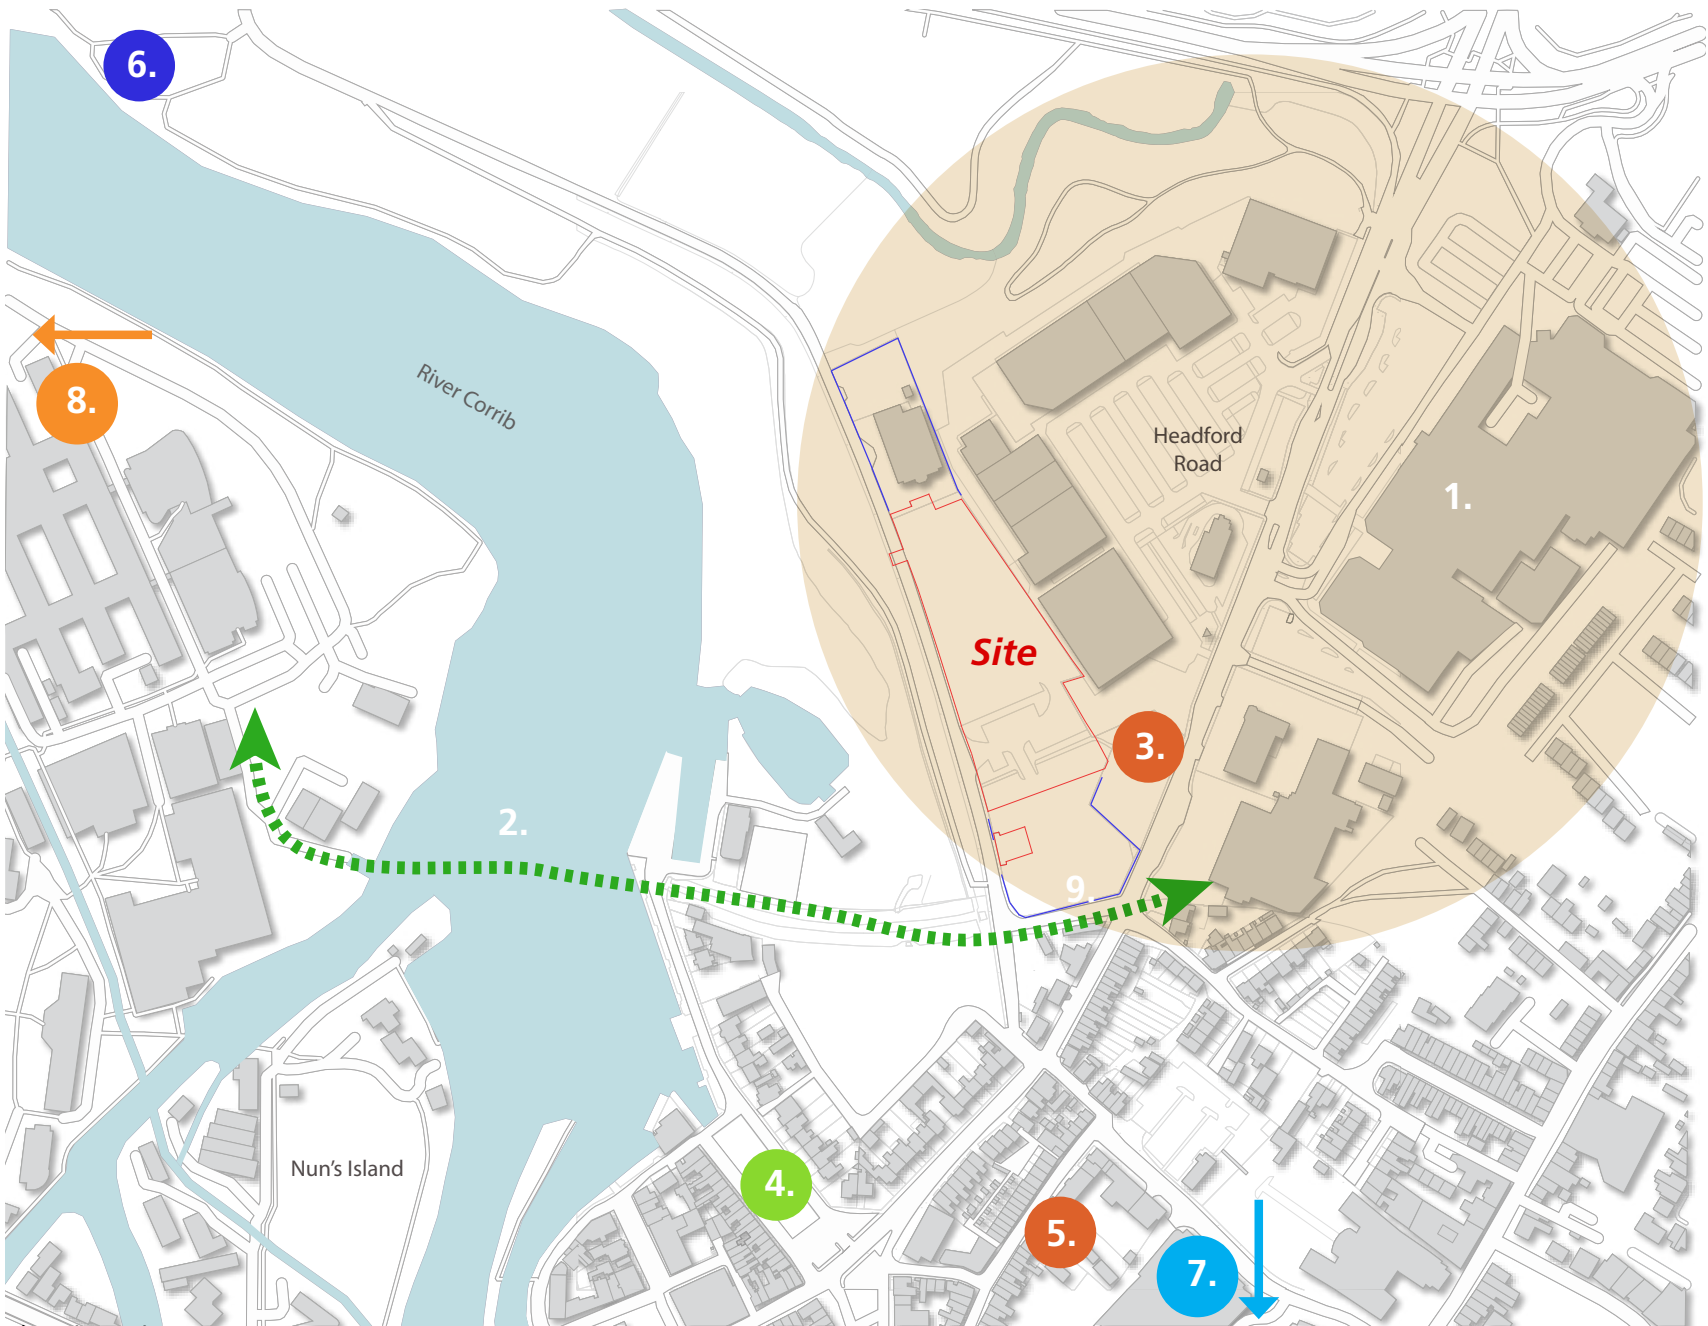 6.
River Corrib
8.
Headford
Road
1.
Site
3.
2.
9.
Nun's Island
4.
5.
7.